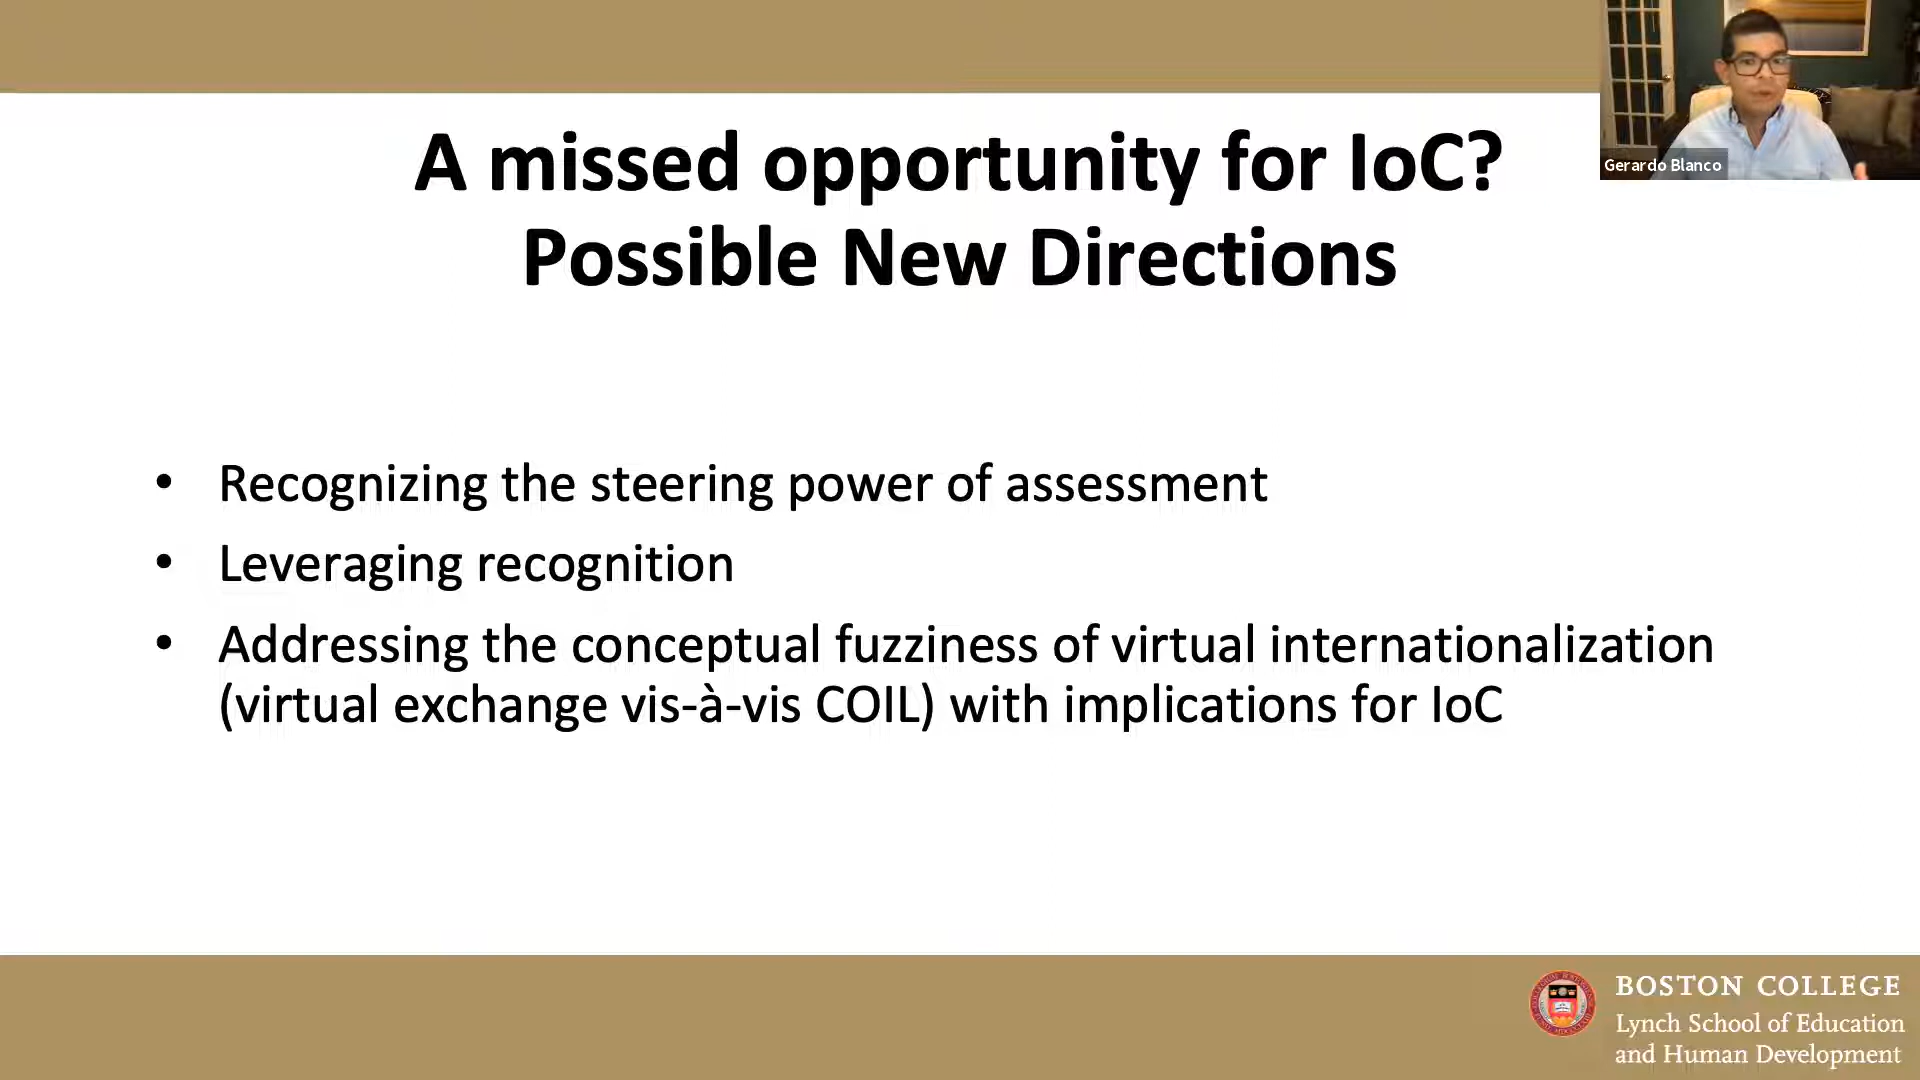 A missed opportunity for IoC?
Possible New Directions
Gerardo Blanco
• Recognizing the steering power of assessment
• Leveraging recognition
• Addressing the conceptual fuzziness of virtual internationalization
(virtual exchange vis-à-vis COIL) with implications for IoC
BOSTON COLLEGE
Lynch School of Education
and Human Development